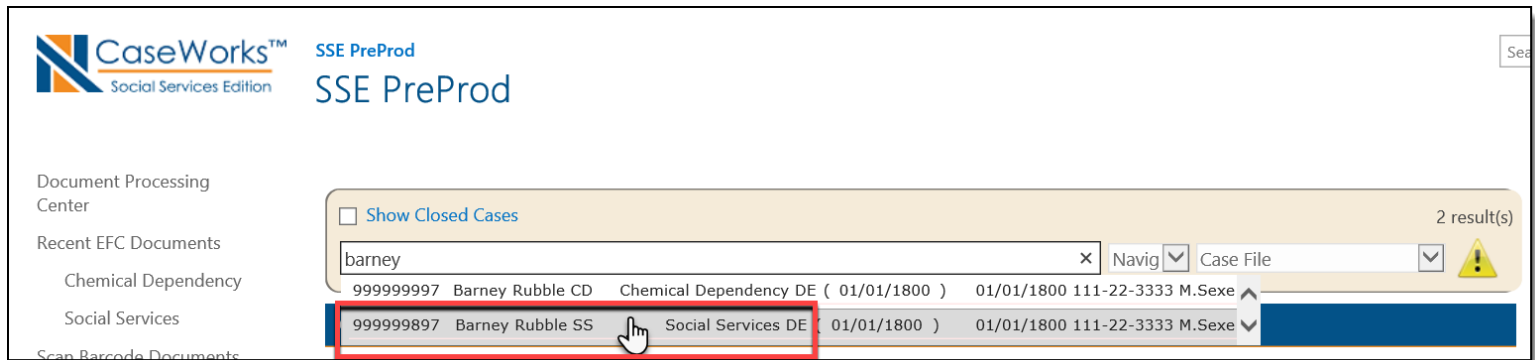 CaseWorks™
Social Services Edition
SSE PreProd
SSE PreProd
Sea
Document Processing
Center
Recent EFC Documents
Chemical Dependency
Social Services
Scan Barcode Documents
Show Closed Cases
2 result(s)
barney × Navig Case File
999999997 Barney Rubble CD Chemical Dependency DE ( 01/01/1800 ) 01/01/1800 111-22-3333 M.Sexe
999999897 Barney Rubble SS Social Services DE ( 01/01/1800 ) 01/01/1800 111-22-3333 M.Sexe